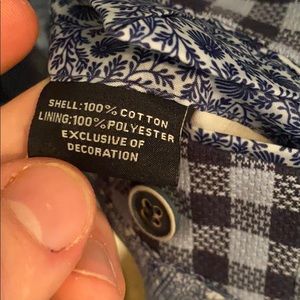 SHELL:100% COTTON
LINING:100%POLYESTER
EXCLUSIVE OF
DECORATION